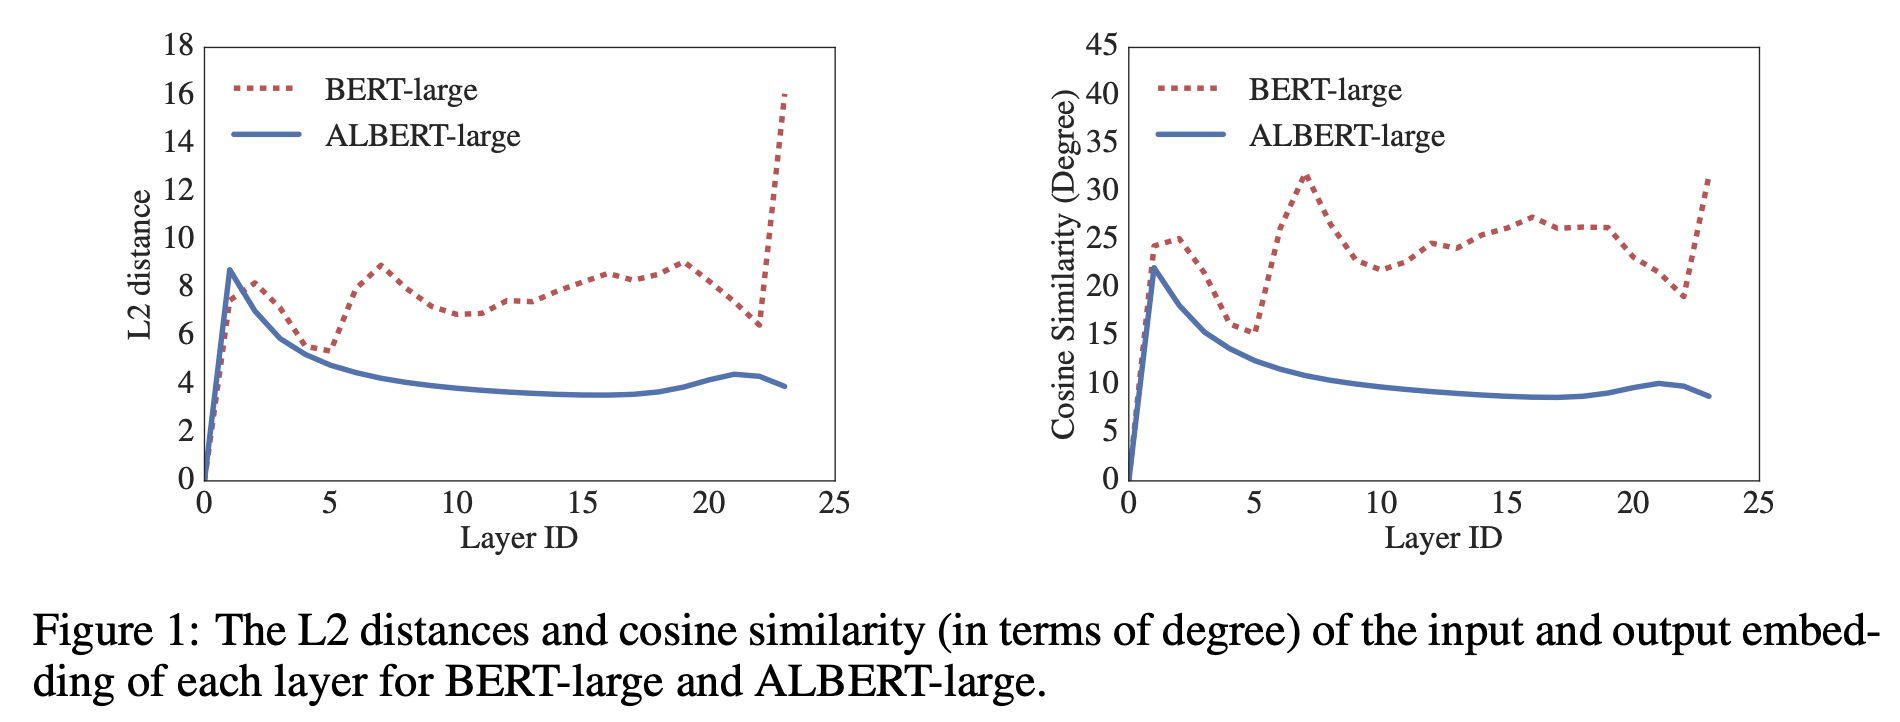 18
16
14
12
10
8
6
4
2
0
L2 distance
BERT-large
ALBERT-large
0 5 10 15 20 25
Layer ID
45
40
35
30
25
20
15
10
5
0
Cosine Similarity (Degree)
BERT-large
ALBERT-large
0 5 10 15 20 25
Layer ID
Figure 1: The L2 distances and cosine similarity (in terms of degree) of the input and output embed-
ding of each layer for BERT-large and ALBERT-large.